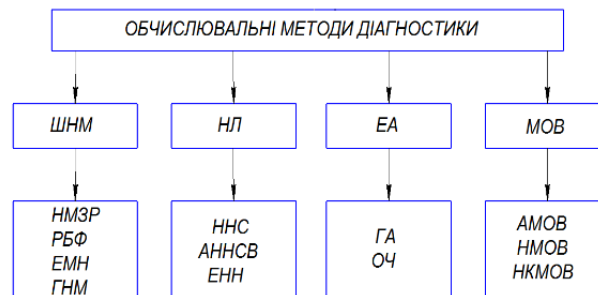 ОБЧИСЛЮВАЛЬНІ МЕТОДИ ДІАГНОСТИКИ
ШНМ
НЛ
ЕА
МОВ
НМЗР
РБФ
ЕМН
ГНМ
ННС
АННСВ
ЕНН
ГА
ОЧ
АМОВ
НМОВ
НКМОВ